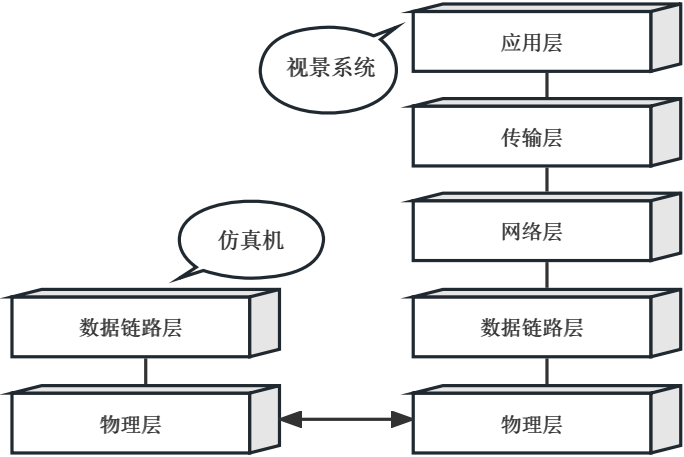 应用层
视景系统
传输层
网络层
仿真机
数据链路层
数据链路层
物理层
物理层